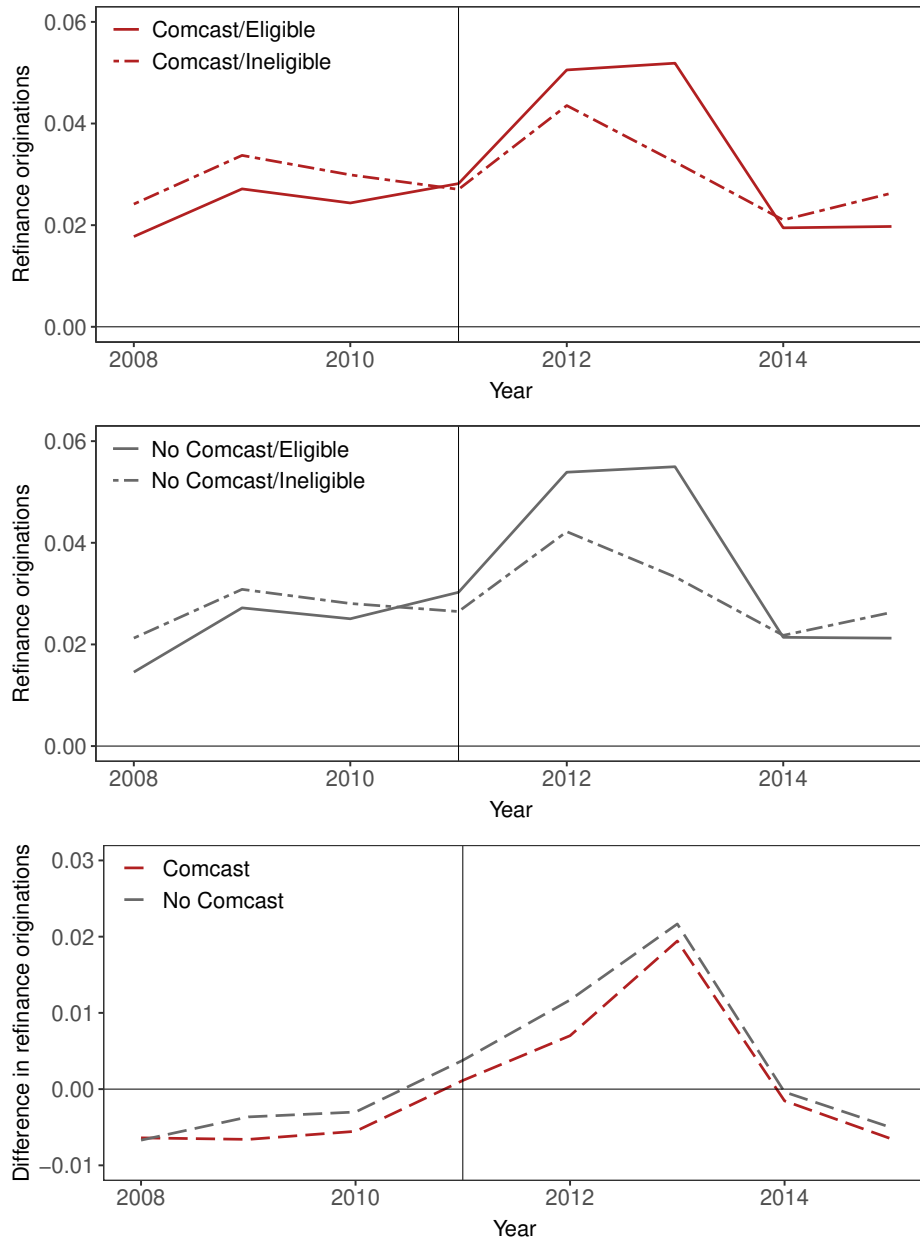 0.06
0.04
0.02
0.00
Refinance originations
Comcast/Eligible
Comcast/Ineligible
2008
2010
2012
2014
Year
0.06
0.04
0.02
0.00
Refinance originations
No Comcast/Eligible
No Comcast/Ineligible
2008
2010
2012
2014
Year
0.03
0.02
0.01
0.00
−0.01
Difference in refinance originations
Comcast
No Comcast
2008
2010
2012
2014
Year